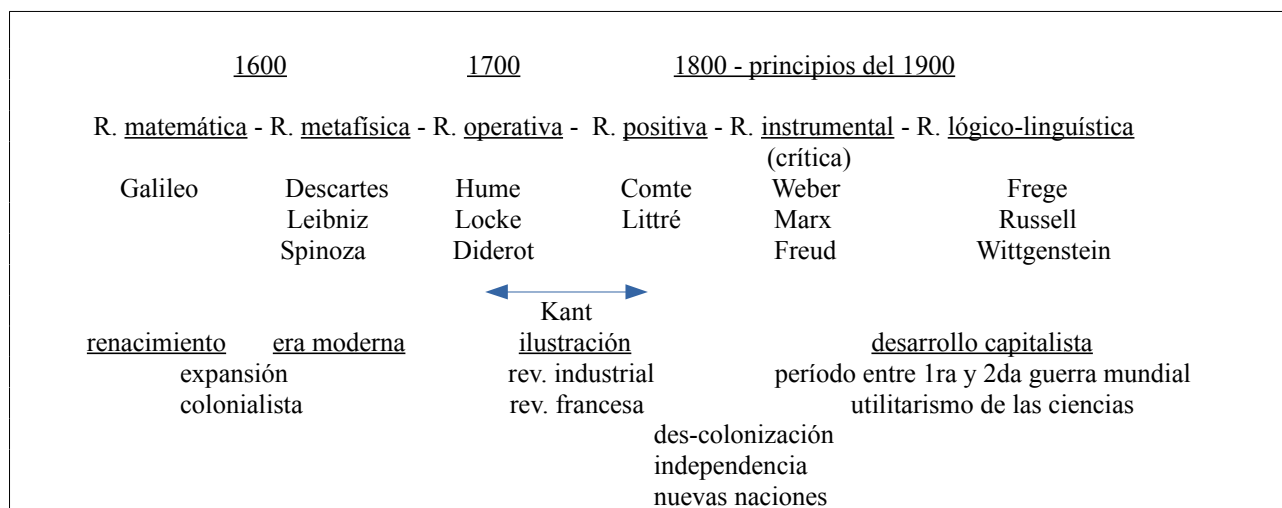 1600 1700 1800 - principios del 1900
R. matemática - R. metafísica - R. operativa - R. positiva - R. instrumental - R. lógico-linguística
(crítica)
Galileo Descartes Hume Comte Weber Frege
Leibniz Locke Littré Marx Russell
Spinoza Diderot Freud Wittgenstein
Kant
renacimiento era moderna ilustración desarrollo capitalista
expansión rev. industrial período entre 1ra y 2da guerra mundial
colonialista rev. francesa utilitarismo de las ciencias
des-colonización
independencia
nuevas naciones